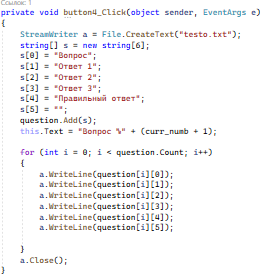 Ссылок: 1
private void button4_Click(object sender, EventArgs e)
{
StreamWriter a = File.CreateText("testo.txt");
string[] s = new string[6];
s[0] = "Вопрос";
s[1] = "Ответ 1";
s[2] = "Ответ 2";
s[3] = "Ответ 3";
s[4] = "Правильный ответ";
s[5] = "";
question.Add(s);
this.Text = "Вопрос №" + (curr_numb + 1);
for (int i = 0; i < question.Count; i++)
{
a.WriteLine(question[i][0]);
a.WriteLine(question[i][1]);
a.WriteLine(question[i][2]);
a.WriteLine(question[i][3]);
a.WriteLine(question[i][4]);
a.WriteLine(question[i][5]);
}
a.Close();
}